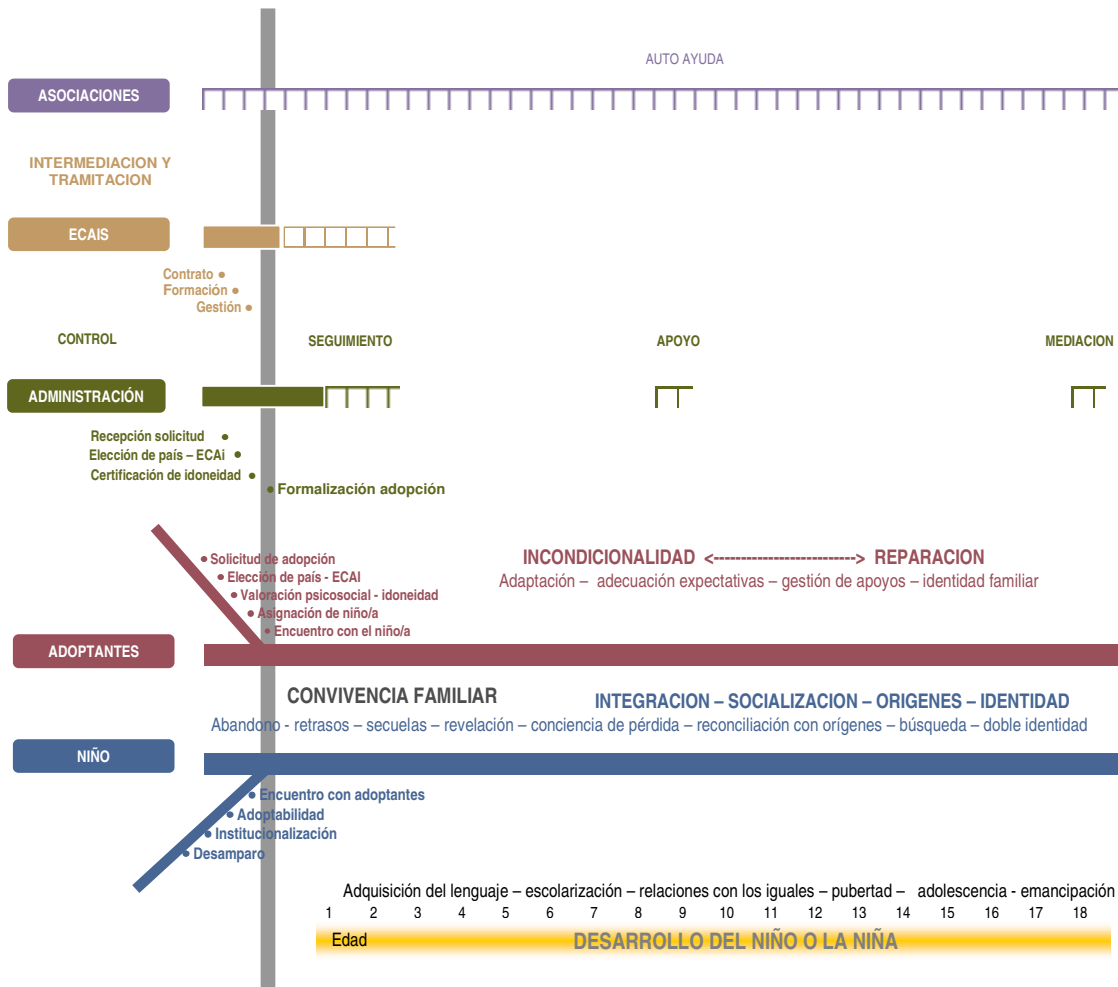 AUTO AYUDA
ASOCIACIONES
INTERMEDIACION Y
TRAMITACION
ECAIS
Contrato •
Formación •
Gestión •
CONTROL
SEGUIMIENTO
APOYO
MEDIACION
ADMINISTRACIÓN
Recepción solicitud •
Elección de país – ECAi •
Certificación de idoneidad •
• Formalización adopción
• Solicitud de adopción
• Elección de país - ECAI
• Valoración psicosocial - idoneidad
• Asignación de niño/a
• Encuentro con el niño/a
INCONDICIONALIDAD <--------------------------> REPARACION
Adaptación – adecuación expectativas – gestión de apoyos – identidad familiar
ADOPTANTES
CONVIVENCIA FAMILIAR
INTEGRACION – SOCIALIZACION – ORIGENES – IDENTIDAD
Abandono - retrasos – secuelas – revelación – conciencia de pérdida – reconciliación con orígenes – búsqueda – doble identidad
NIÑO
• Encuentro con adoptantes
• Adoptabilidad
• Institucionalización
• Desamparo
Adquisición del lenguaje – escolarización – relaciones con los iguales – pubertad – adolescencia - emancipación
1 2 3 4 5 6 7 8 9 10 11 12 13 14 15 16 17 18
Edad
DESARROLLO DEL NIÑO O LA NIÑA